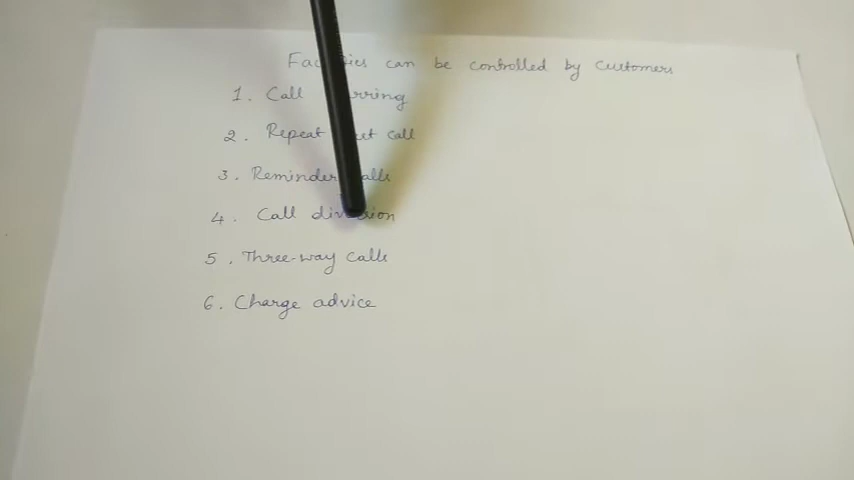 can be controlled by customers
1. Call
2. Repeat call
3. Reminder calls
4. Call
5. Three-way calls
6. Charge advice